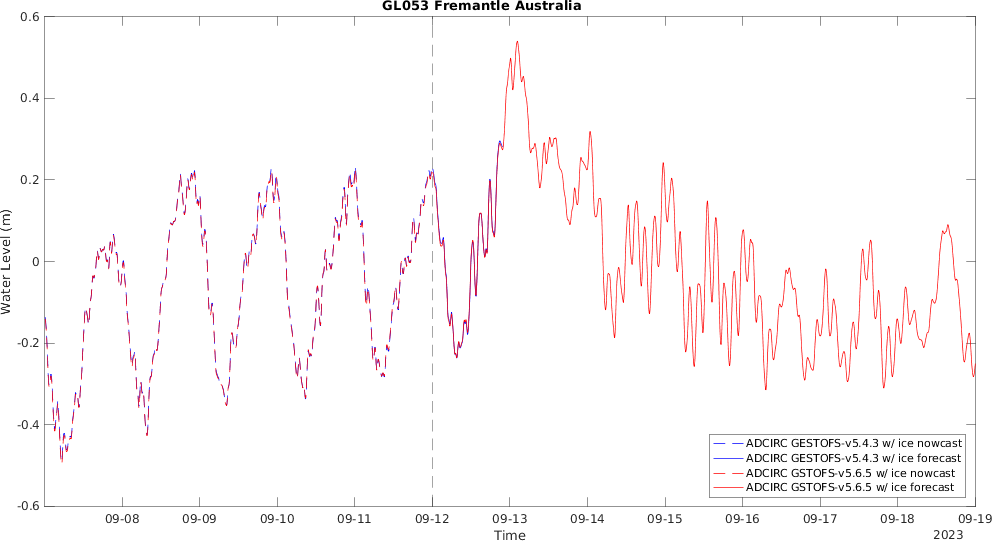 GL053 Fremantle Australia
0.6
0.4
0.2
0
-0.2
-0.4
-0.6
Water Level (m)
ADCIRC GESTOFS-v5.4.3 w/ ice nowcast
ADCIRC GESTOFS-v5.4.3 w/ ice forecast
ADCIRC GSTOFS-v5.6.5 w/ ice nowcast
ADCIRC GSTOFS-v5.6.5 w/ ice forecast
09-08 09-09 09-10 09-11 09-12 09-13 09-14 09-15 09-16 09-17 09-18 09-19
Time
2023